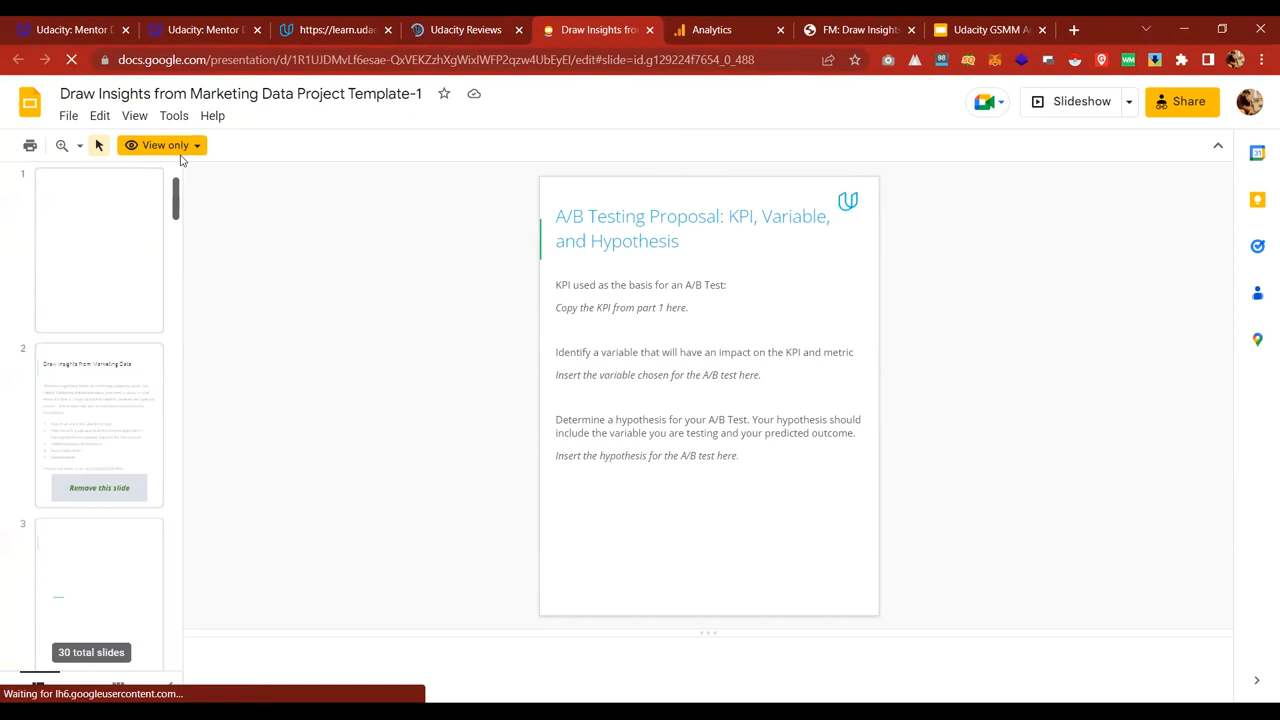 Udacity: Mentor D
Udacity: Mentor D
https://learn.udac
Udacity Reviews
Draw Insights fro
Analytics
FM: Draw Insights
Udacity GSMM Ag
docs.google.com/presentation/d/1R1UJDMvLf6esae-QxVEKZzhXgWixIWFP2qzw4UbEyEI/edit#slide=id.g129224f7654_0_488
Draw Insights from Marketing Data Project Template-1
File Edit View Tools Help
Slideshow
Share
View only
1
2
Draw Insights from Marketing Data
Remove this slide
3
30 total slides
A/B Testing Proposal: KPI, Variable,
and Hypothesis
KPI used as the basis for an A/B Test:
Copy the KPI from part 1 here.
Identify a variable that will have an impact on the KPI and metric
Insert the variable chosen for the A/B test here.
Determine a hypothesis for your A/B Test. Your hypothesis should
include the variable you are testing and your predicted outcome.
Insert the hypothesis for the A/B test here.
Waiting for lh6.googleusercontent.com...